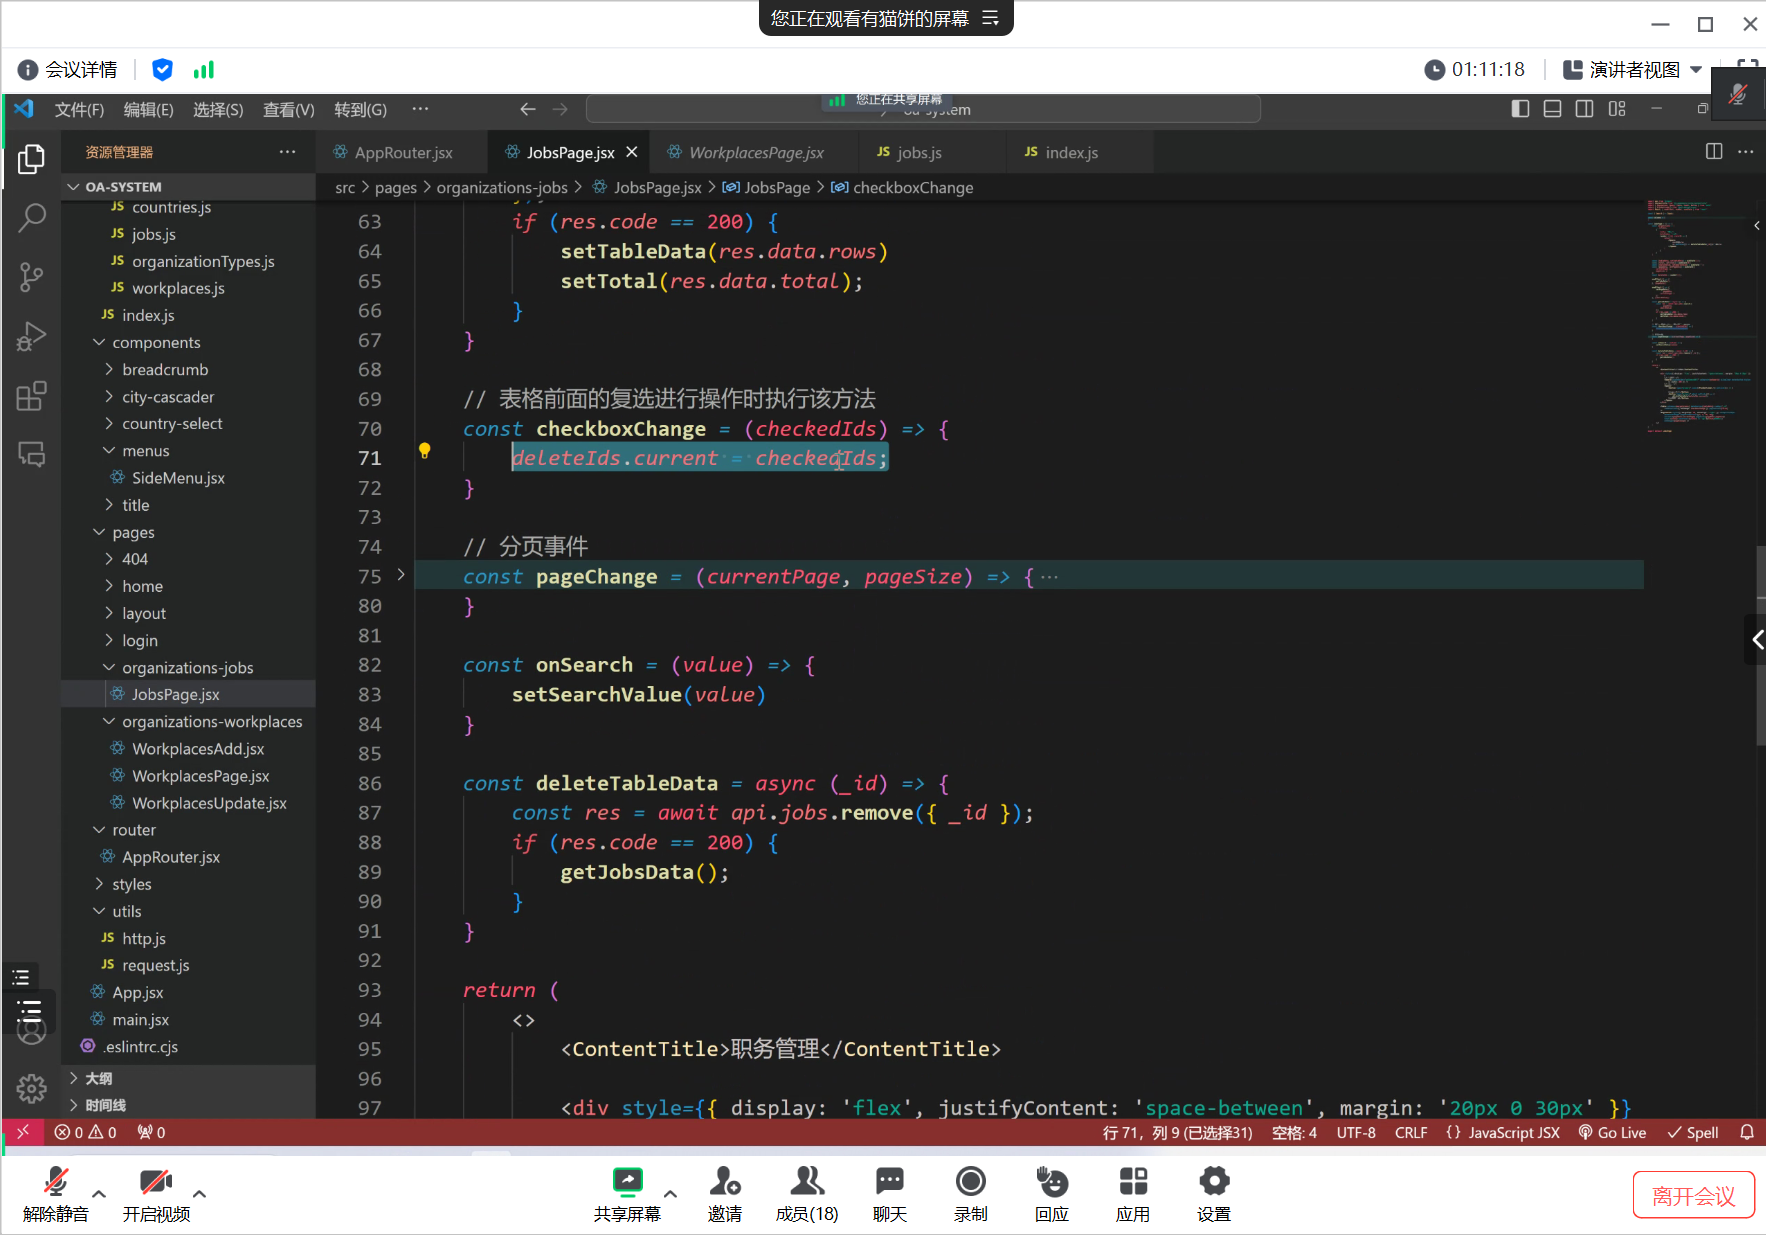 您正在观看有猫饼的屏幕
会议详情
01:11:18
演讲者视图
文件(F) 编辑(E) 选择(S) 查看(V) 转到(G) ···
您正在共享屏幕
oa-system
资源管理器 ···
AppRouter.jsx
JobsPage.jsx
WorkplacesPage.jsx
JS jobs.js
JS index.js
···
OA-SYSTEM
src > pages > organizations-jobs > JobsPage.jsx > JobsPage > checkboxChange
JS countries.js
JS jobs.js
JS organizationTypes.js
JS workplaces.js
JS index.js
components
breadcrumb
city-cascader
country-select
menus
SideMenu.jsx
title
pages
404
home
layout
login
organizations-jobs
JobsPage.jsx
organizations-workplaces
WorkplacesAdd.jsx
WorkplacesPage.jsx
WorkplacesUpdate.jsx
router
AppRouter.jsx
styles
utils
JS http.js
JS request.js
App.jsx
main.jsx
.eslintrc.cjs
大纲
时间线
63 if (res.code == 200) {
64 setTableData(res.data.rows)
65 setTotal(res.data.total);
66 }
67 }
68
69 // 表格前面的复选进行操作时执行该方法
70 const checkboxChange = (checkedIds) => {
71 deleteIds.current = checkedIds;
72 }
73
74 // 分页事件
75 const pageChange = (currentPage, pageSize) => { ···
80 }
81
82 const onSearch = (value) => {
83 setSearchValue(value)
84 }
85
86 const deleteTableData = async (_id) => {
87 const res = await api.jobs.remove({ _id });
88 if (res.code == 200) {
89 getJobsData();
90 }
91 }
92
93 return (
94 <>
95 <ContentTitle>职务管理</ContentTitle>
96
97 <div style={{ display: 'flex', justifyContent: 'space-between', margin: '20px 0 30px' }}
0 0 0
行 71，列 9 (已选择31) 空格: 4 UTF-8 CRLF {} JavaScript JSX Go Live Spell
解除静音
开启视频
共享屏幕
邀请
成员(18)
聊天
录制
回应
应用
设置
离开会议